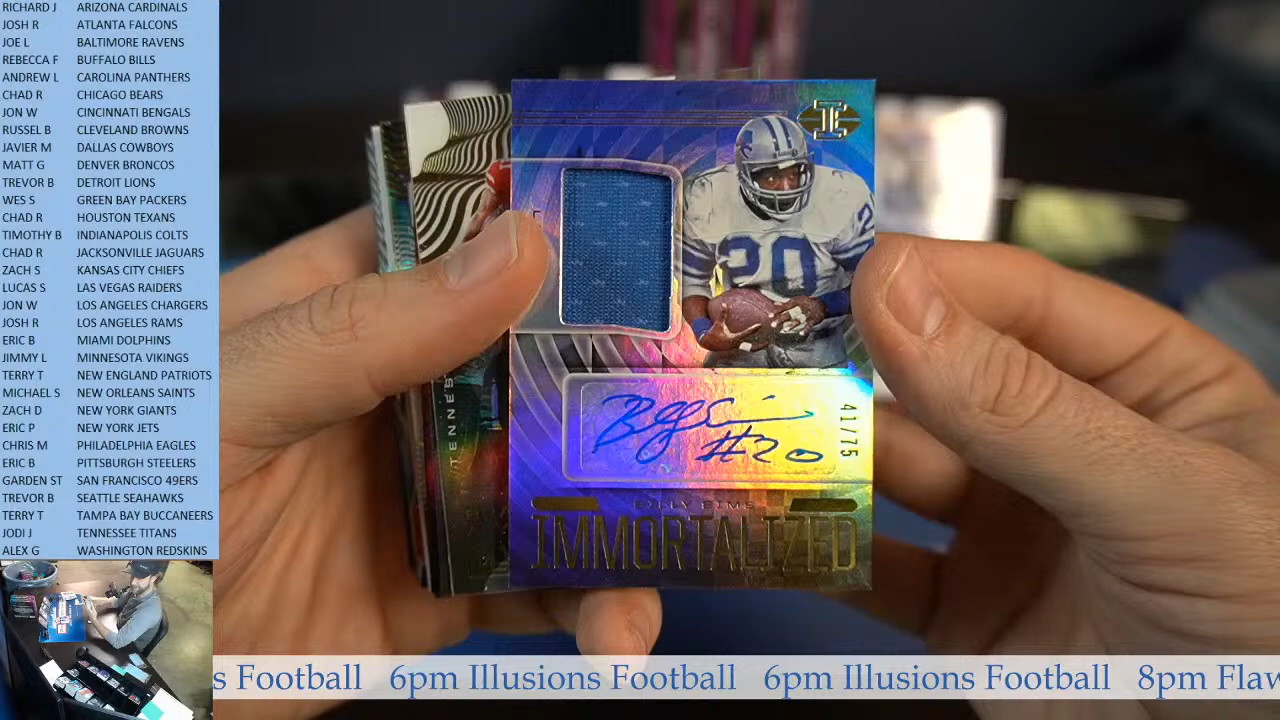 RICHARD J ARIZONA CARDINALS
JOSH R ATLANTA FALCONS
JOE L BALTIMORE RAVENS
REBECCA F BUFFALO BILLS
ANDREW L CAROLINA PANTHERS
CHAD R CHICAGO BEARS
JON W CINCINNATI BENGALS
RUSSEL B CLEVELAND BROWNS
JAVIER M DALLAS COWBOYS
MATT G DENVER BRONCOS
TREVOR B DETROIT LIONS
WES S GREEN BAY PACKERS
CHAD R HOUSTON TEXANS
TIMOTHY B INDIANAPOLIS COLTS
CHAD R JACKSONVILLE JAGUARS
ZACH S KANSAS CITY CHIEFS
LUCAS S LAS VEGAS RAIDERS
JON W LOS ANGELES CHARGERS
JOSH R LOS ANGELES RAMS
ERIC B MIAMI DOLPHINS
JIMMY L MINNESOTA VIKINGS
TERRY T NEW ENGLAND PATRIOTS
MICHAEL S NEW ORLEANS SAINTS
ZACH D NEW YORK GIANTS
ERIC P NEW YORK JETS
CHRIS M PHILADELPHIA EAGLES
ERIC B PITTSBURGH STEELERS
GARDEN ST SAN FRANCISCO 49ERS
TREVOR B SEATTLE SEAHAWKS
TERRY T TAMPA BAY BUCCANEERS
JODI J TENNESSEE TITANS
ALEX G WASHINGTON REDSKINS
I
20
#20
41/75
BILLY SIMS
IMMORTALIZED
TENNES
s Football 6pm Illusions Football 6pm Illusions Football 8pm Flaw